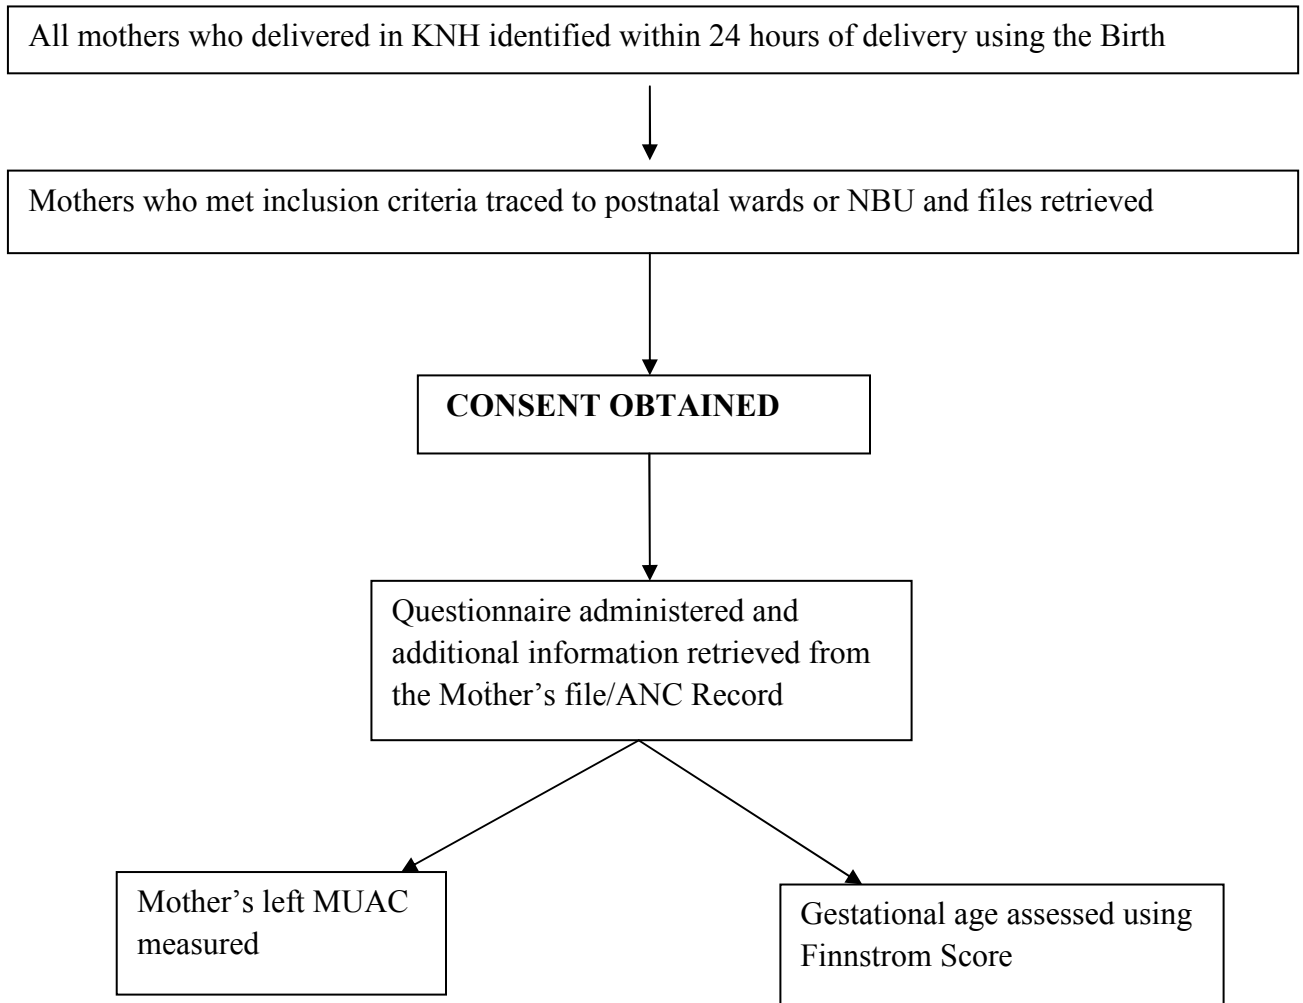 All mothers who delivered in KNH identified within 24 hours of delivery using the Birth
Mothers who met inclusion criteria traced to postnatal wards or NBU and files retrieved
CONSENT OBTAINED
Questionnaire administered and
additional information retrieved from
the Mother’s file/ANC Record
Mother’s left MUAC
measured
Gestational age assessed using
Finnstrom Score